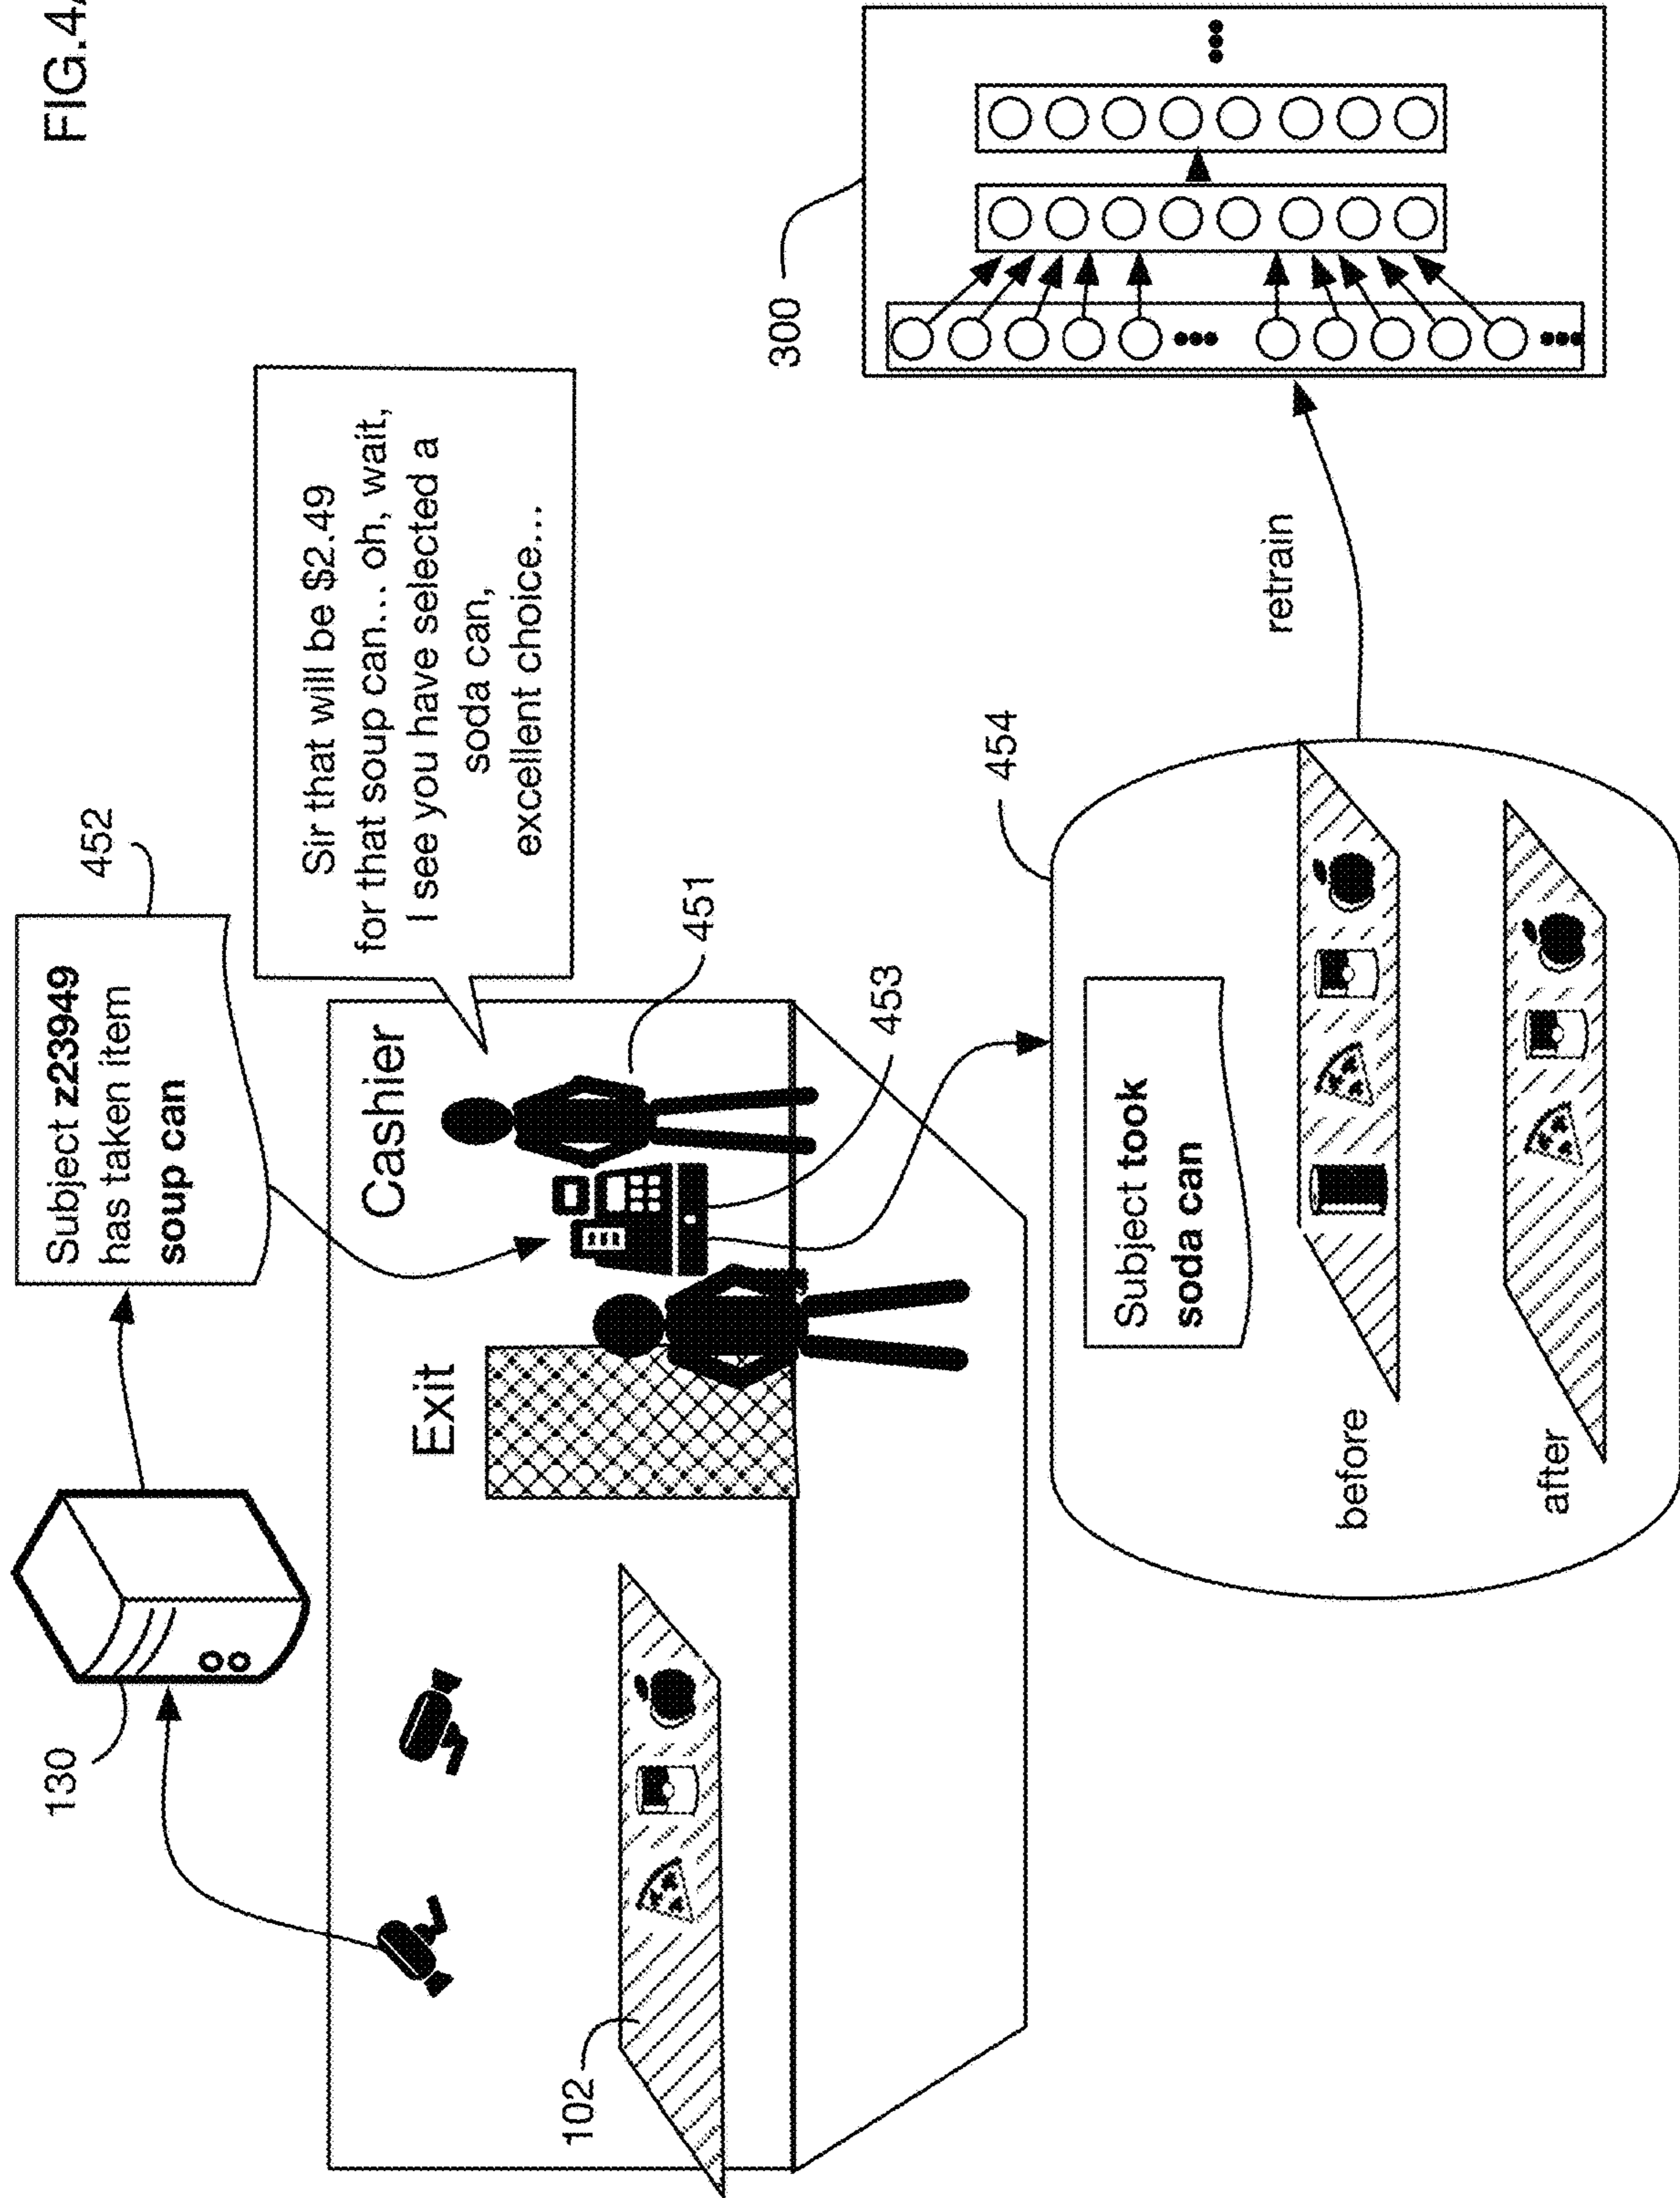 FIG.4
130
Subject z23949
has taken item
soup can
452
Sir that will be $2.49
for that soup can... oh, wait,
I see you have selected a
soda can,
excellent choice...
Cashier
Exit
451
102
453
454
300
Subject took
soda can
before
after
retrain